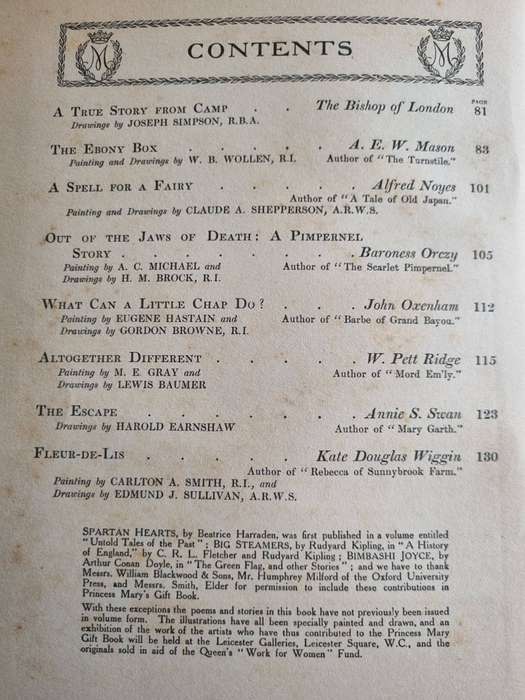 M CONTENTS M
PAGE
A TRUE STORY FROM CAMP . . The Bishop of London 81
Drawings by JOSEPH SIMPSON, R.B.A.
THE EBONY BOX . . . . . A. E. W. MASON 83
Painting and Drawings by W. B. WOLLEN, R.I. Author of "The Turnstile."
A SPELL FOR A FAIRY . . . . . Alfred Noyes 101
Author of "A Tale of Old Japan."
Painting and Drawings by CLAUDE A. SHEPPERSON, A.R.W.S.
OUT OF THE JAWS OF DEATH: A PIMPERNEL
STORY . . . . . . . . Baroness Orczy 105
Painting by A. C. MICHAEL and Author of "The Scarlet Pimpernel."
Drawings by H. M. BROCK, R.I.
WHAT CAN A LITTLE CHAP DO? . . . John Oxenham 112
Painting by EUGENE HASTAIN and Author of "Barbe of Grand Bayou."
Drawings by GORDON BROWNE, R.I.
ALTOGETHER DIFFERENT . . . . . W. Pett Ridge 115
Painting by M. E. GRAY and Author of "Mord Em'ly."
Drawings by LEWIS BAUMER
THE ESCAPE . . . . . . Annie S. Swan 123
Drawings by HAROLD EARNSHAW Author of "Mary Garth."
FLEUR-DE-LIS . . . . . Kate Douglas Wiggin 130
Author of "Rebecca of Sunnybrook Farm."
Painting by CARLTON A. SMITH, R.I., and
Drawings by EDMUND J. SULLIVAN, A.R.W.S.
SPARTAN HEARTS, by Beatrice Harraden, was first published in a volume entitled
"Untold Tales of the Past"; BIG STEAMERS, by Rudyard Kipling, in "A History
of England," by C. R. L. Fletcher and Rudyard Kipling; BIMBASHI JOYCE, by
Arthur Conan Doyle, in "The Green Flag, and other Stories"; and we have to thank
Messrs. William Blackwood & Sons, Mr. Humphrey Milford of the Oxford University
Press, and Messrs. Smith, Elder for permission to include these contributions in
Princess Mary's Gift Book.
With these exceptions the poems and stories in this book have not previously been issued
in volume form. The illustrations have all been specially painted and drawn, and an
exhibition of the work of the artists who have thus contributed to the Princess Mary
Gift Book will be held at the Leicester Galleries, Leicester Square, W.C., and the
originals sold in aid of the Queen's "Work for Women" Fund.